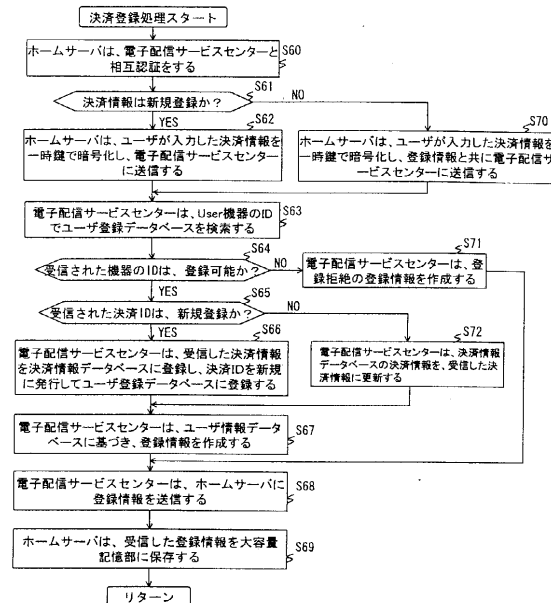 決済登録処理スタート
ホームサーバは、電子配信サービスセンターと
相互認証をする
S60
S61
決済情報は新規登録か？
NO
YES
S62
ホームサーバは、ユーザが入力した決済情報を
一時鍵で暗号化し、電子配信サービスセンター
に送信する
S70
ホームサーバは、ユーザが入力した決済情報を
一時鍵で暗号化し、登録情報と共に電子配信サ
ービスセンターに送信する
S63
電子配信サービスセンターは、User機器のID
でユーザ登録データベースを検索する
S64
受信された機器のIDは、登録可能か？
NO
YES
S71
電子配信サービスセンターは、登
録拒絶の登録情報を作成する
S65
受信された決済IDは、新規登録か？
NO
YES
S66
電子配信サービスセンターは、受信した決済情報
を決済情報データベースに登録し、決済IDを新規
に発行してユーザ登録データベースに登録する
S72
電子配信サービスセンターは、決済情報
データベースの決済情報を、受信した決
済情報に更新する
電子配信サービスセンターは、ユーザ情報データ
ベースに基づき、登録情報を作成する
S67
電子配信サービスセンターは、ホームサーバに
登録情報を送信する
S68
ホームサーバは、受信した登録情報を大容量
記憶部に保存する
S69
リターン